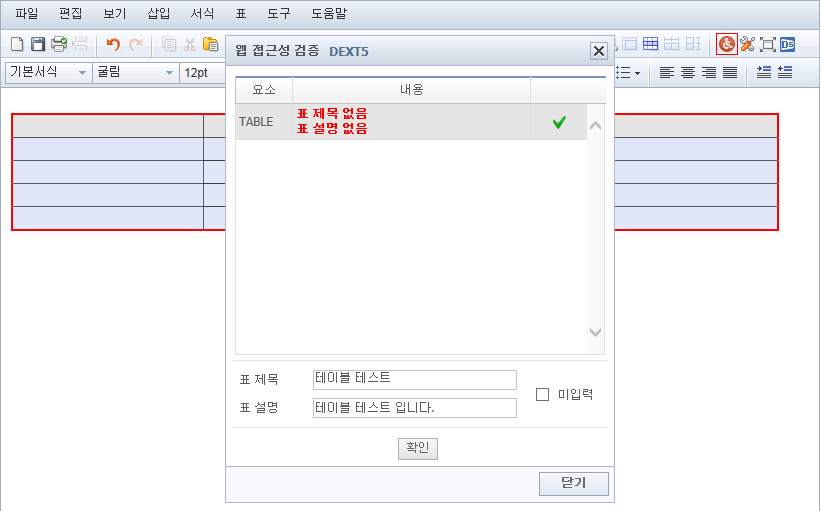 파일 편집 보기 삽입 서식 표 도구 도움말
웹 접근성 검증 DEXT5
D5
기본서식 굴림 12pt
요소 내용
TABLE
표 제목 없음
표 설명 없음
표 제목 테이블 테스트
미입력
표 설명 테이블 테스트 입니다.
확인
닫기